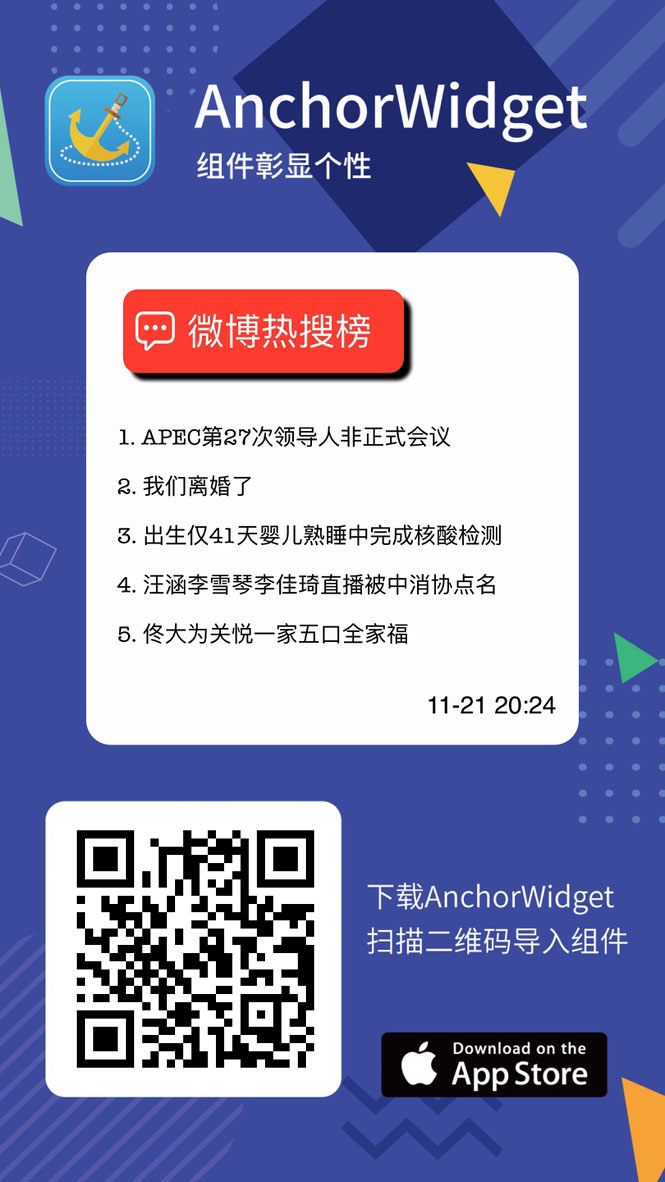 AnchorWidget
组件彰显个性
微博热搜榜
1. APEC第27次领导人非正式会议
2. 我们离婚了
3. 出生仅41天婴儿熟睡中完成核酸检测
4. 汪涵李雪琴李佳琦直播被中消协点名
5. 佟大为关悦一家五口全家福
11-21 20:24
下载AnchorWidget
扫描二维码导入组件
Download on the
App Store